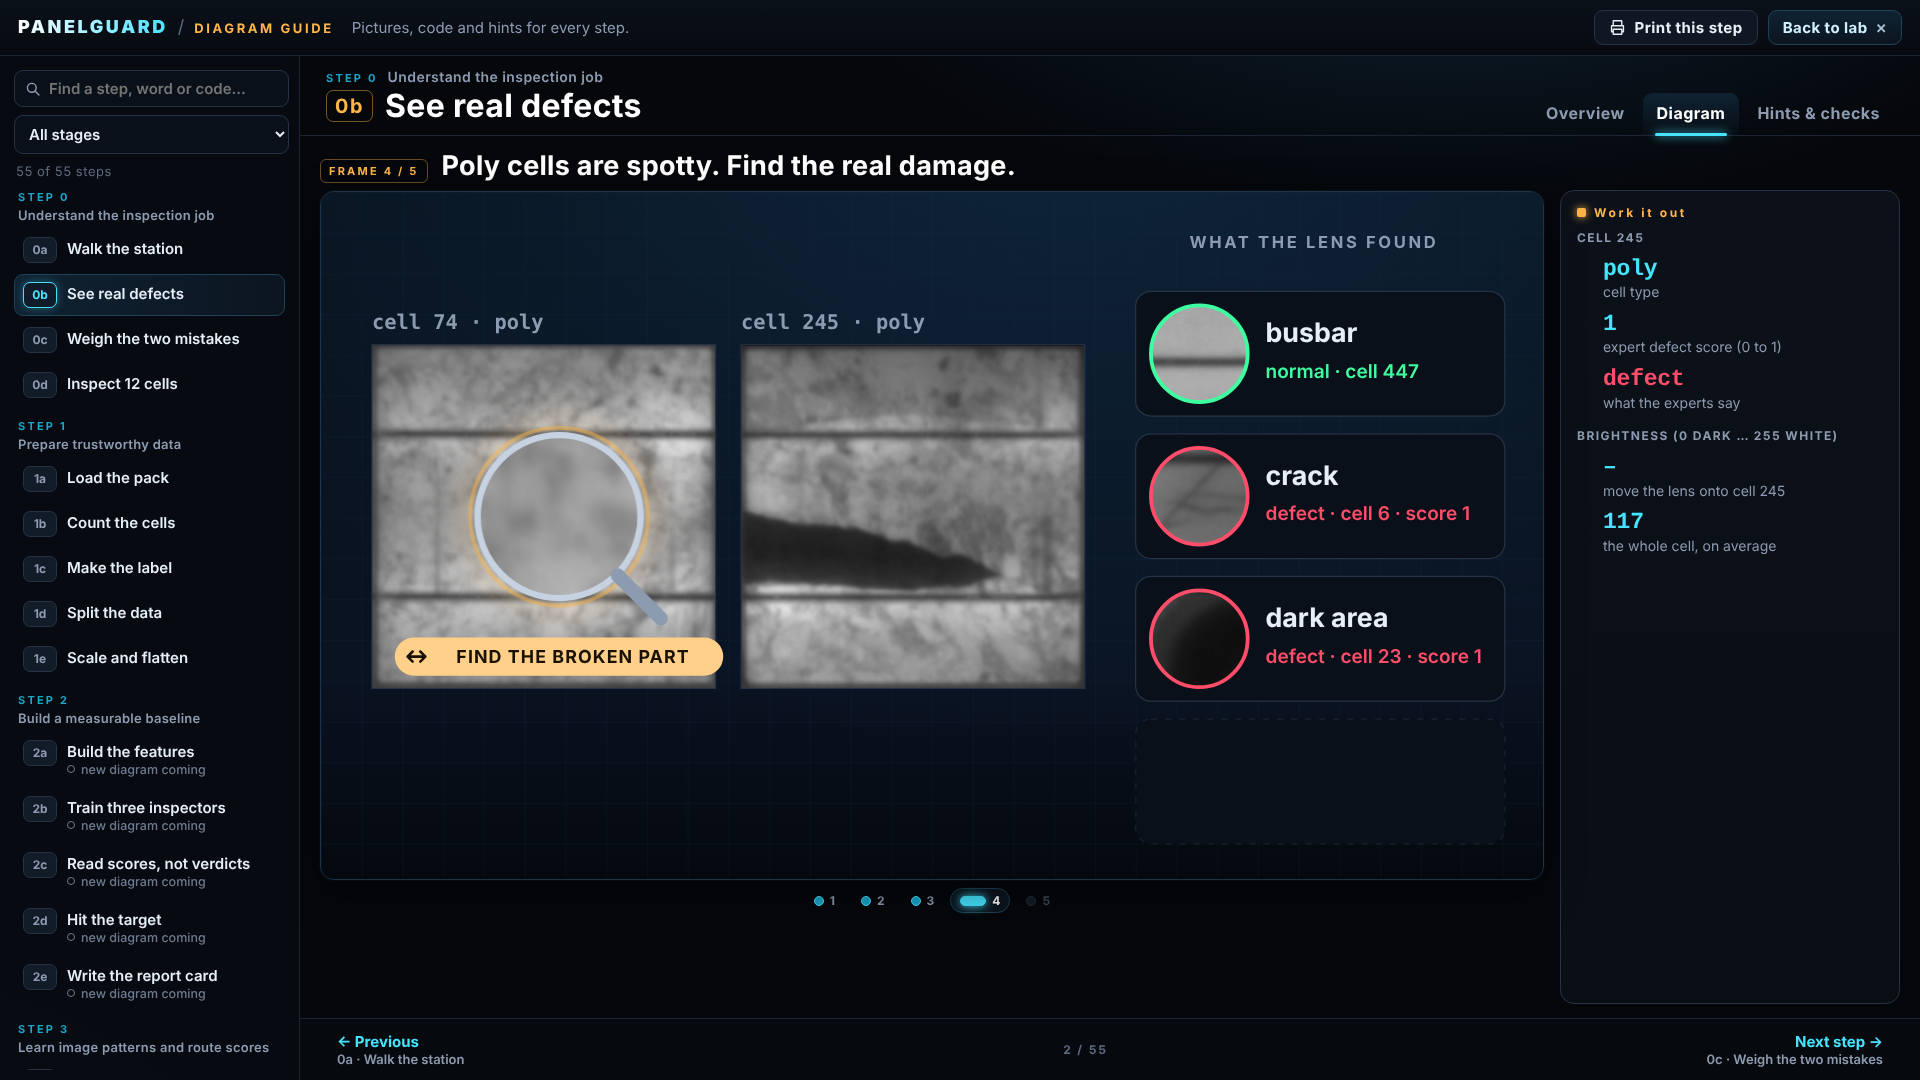 PANELGUARD / DIAGRAM GUIDE Pictures, code and hints for every step.
Print this step
Back to lab ×
Find a step, word or code...
All stages
55 of 55 steps
STEP 0
Understand the inspection job
0a Walk the station
0b See real defects
0c Weigh the two mistakes
0d Inspect 12 cells
STEP 1
Prepare trustworthy data
1a Load the pack
1b Count the cells
1c Make the label
1d Split the data
1e Scale and flatten
STEP 2
Build a measurable baseline
2a Build the features
new diagram coming
2b Train three inspectors
new diagram coming
2c Read scores, not verdicts
new diagram coming
2d Hit the target
new diagram coming
2e Write the report card
new diagram coming
STEP 3
Learn image patterns and route scores
STEP 0 Understand the inspection job
0b See real defects
Overview
Diagram
Hints & checks
FRAME 4 / 5 Poly cells are spotty. Find the real damage.
cell 74 · poly
cell 245 · poly
FIND THE BROKEN PART
WHAT THE LENS FOUND
busbar
normal · cell 447
crack
defect · cell 6 · score 1
dark area
defect · cell 23 · score 1
1 2 3 4 5
Work it out
CELL 245
poly
cell type
1
expert defect score (0 to 1)
defect
what the experts say
BRIGHTNESS (0 DARK … 255 WHITE)
–
move the lens onto cell 245
117
the whole cell, on average
← Previous
0a · Walk the station
2 / 55
Next step →
0c · Weigh the two mistakes